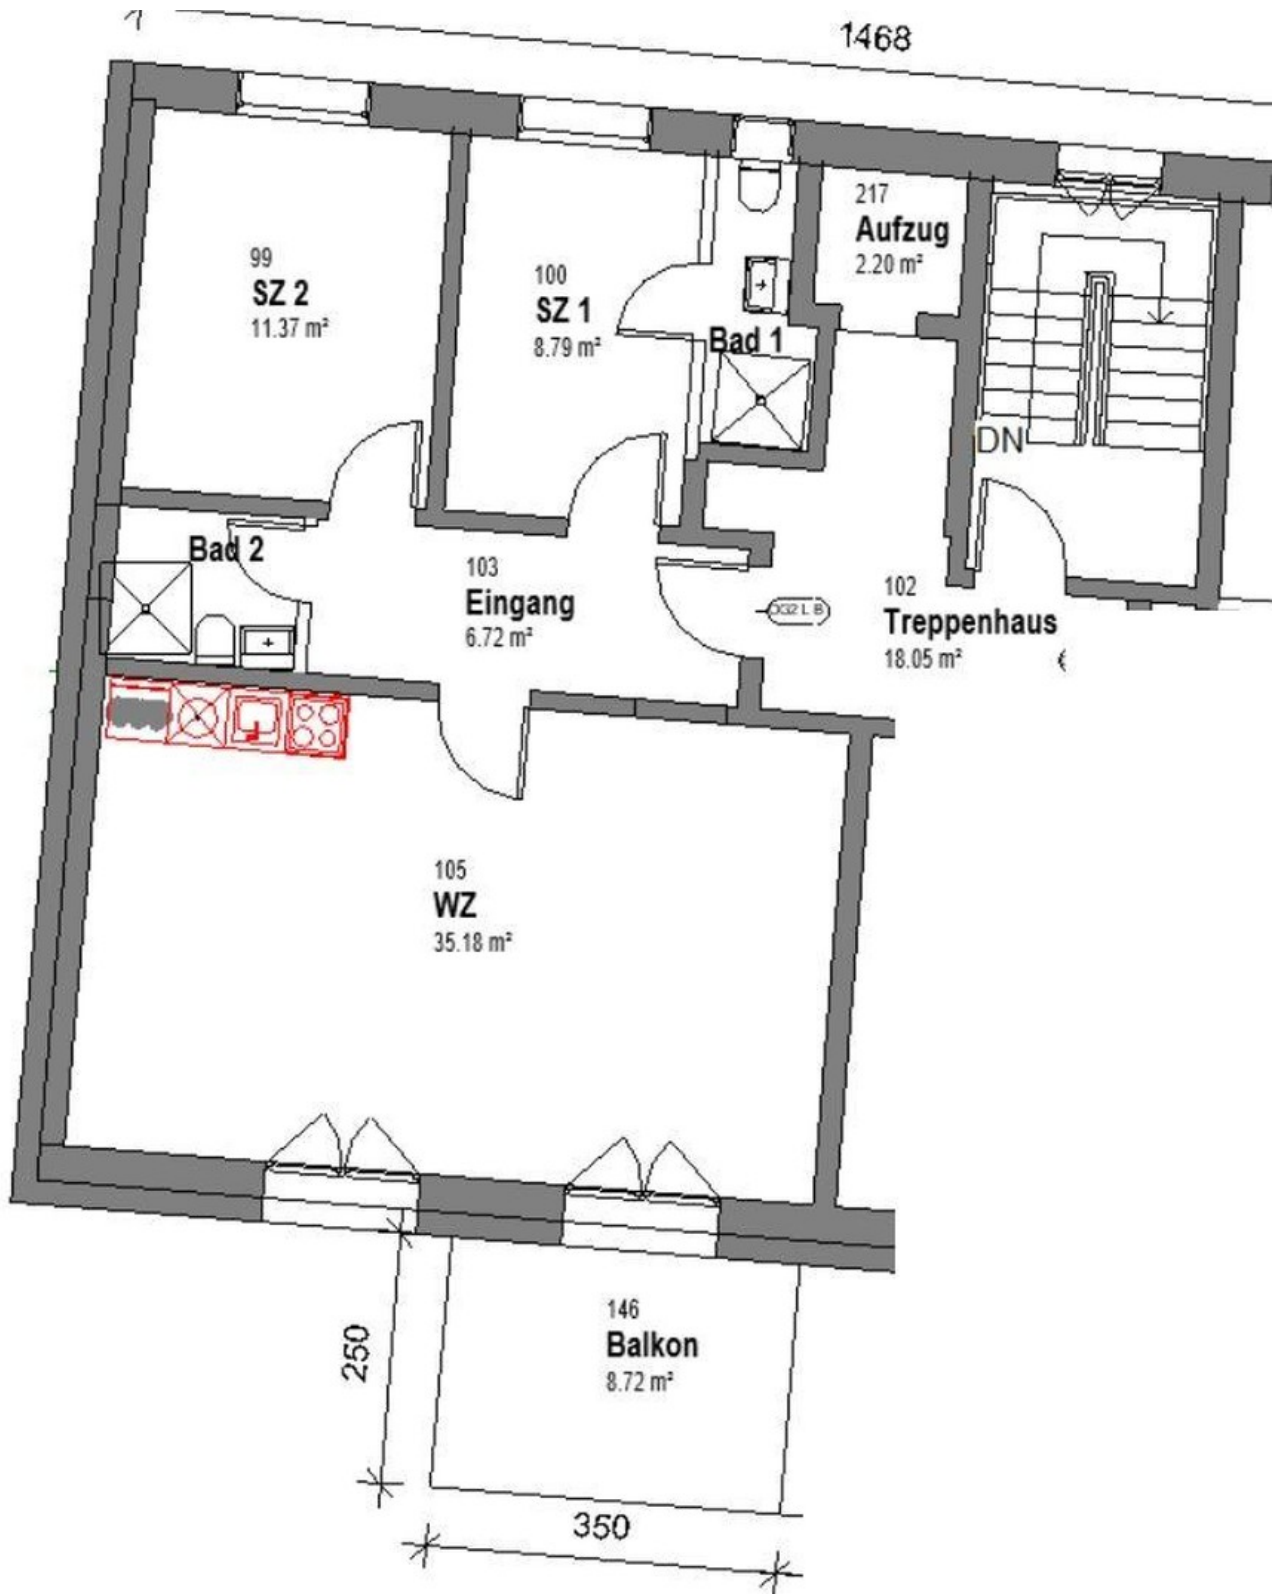 1468
217
Aufzug
2.20 m²
99
SZ 2
11.37 m²
100
SZ 1
8.79 m²
Bad 1
DN
Bad 2
103
Eingang
6.72 m²
OG2 L B
102
Treppenhaus
18.05 m²
105
WZ
35.18 m²
146
Balkon
8.72 m²
250
350